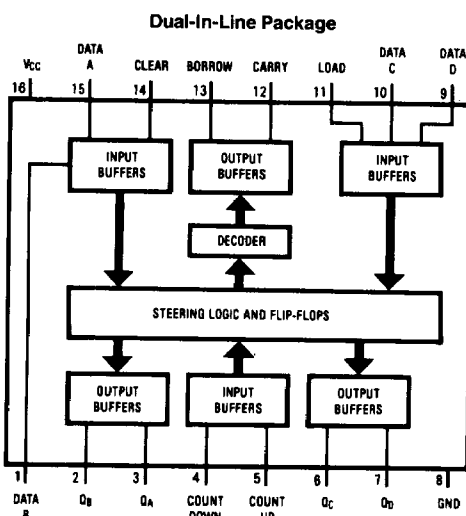 Dual-In-Line Package
DATA DATA DATA
VCC A CLEAR BORROW CARRY LOAD C D
16 15 14 13 12 11 10 9
INPUT BUFFERS
OUTPUT BUFFERS
INPUT BUFFERS
DECODER
STEERING LOGIC AND FLIP-FLOPS
OUTPUT BUFFERS
INPUT BUFFERS
OUTPUT BUFFERS
1 2 3 4 5 6 7 8
DATA QB QA COUNT COUNT QC QD GND
B DOWN UP